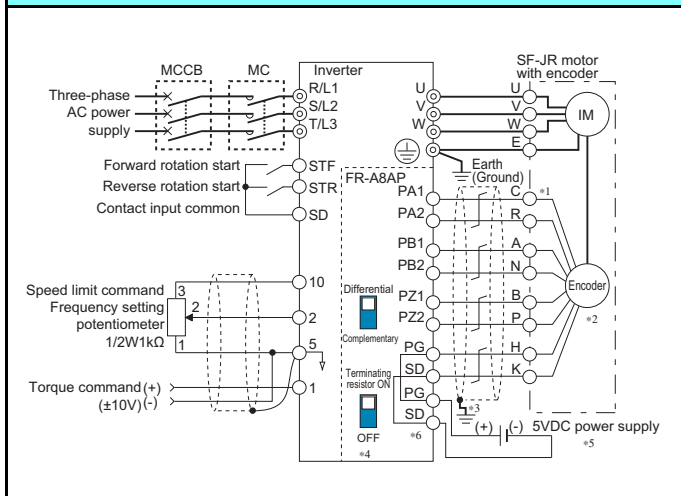 SF-JR motor
with encoder
MCCB
MC
Inverter
Three-phase
AC power
supply
R/L1
S/L2
T/L3
U
V
W
U
V
W
E
IM
Earth
(Ground)
Forward rotation start
Reverse rotation start
Contact input common
STF
STR
SD
FR-A8AP
PA1
PA2
PB1
PB2
PZ1
PZ2
PG
SD
PG
SD
C
R
A
N
B
P
H
K
*1
Encoder
*2
Differential
Complementary
Terminating
resistor ON
OFF
*4
*6
*3
Speed limit command
Frequency setting
potentiometer
1/2W1kΩ
3
2
1
10
2
5
1
Torque command (+)
(±10V) (-)
(+)
(-)
5VDC power supply
*5